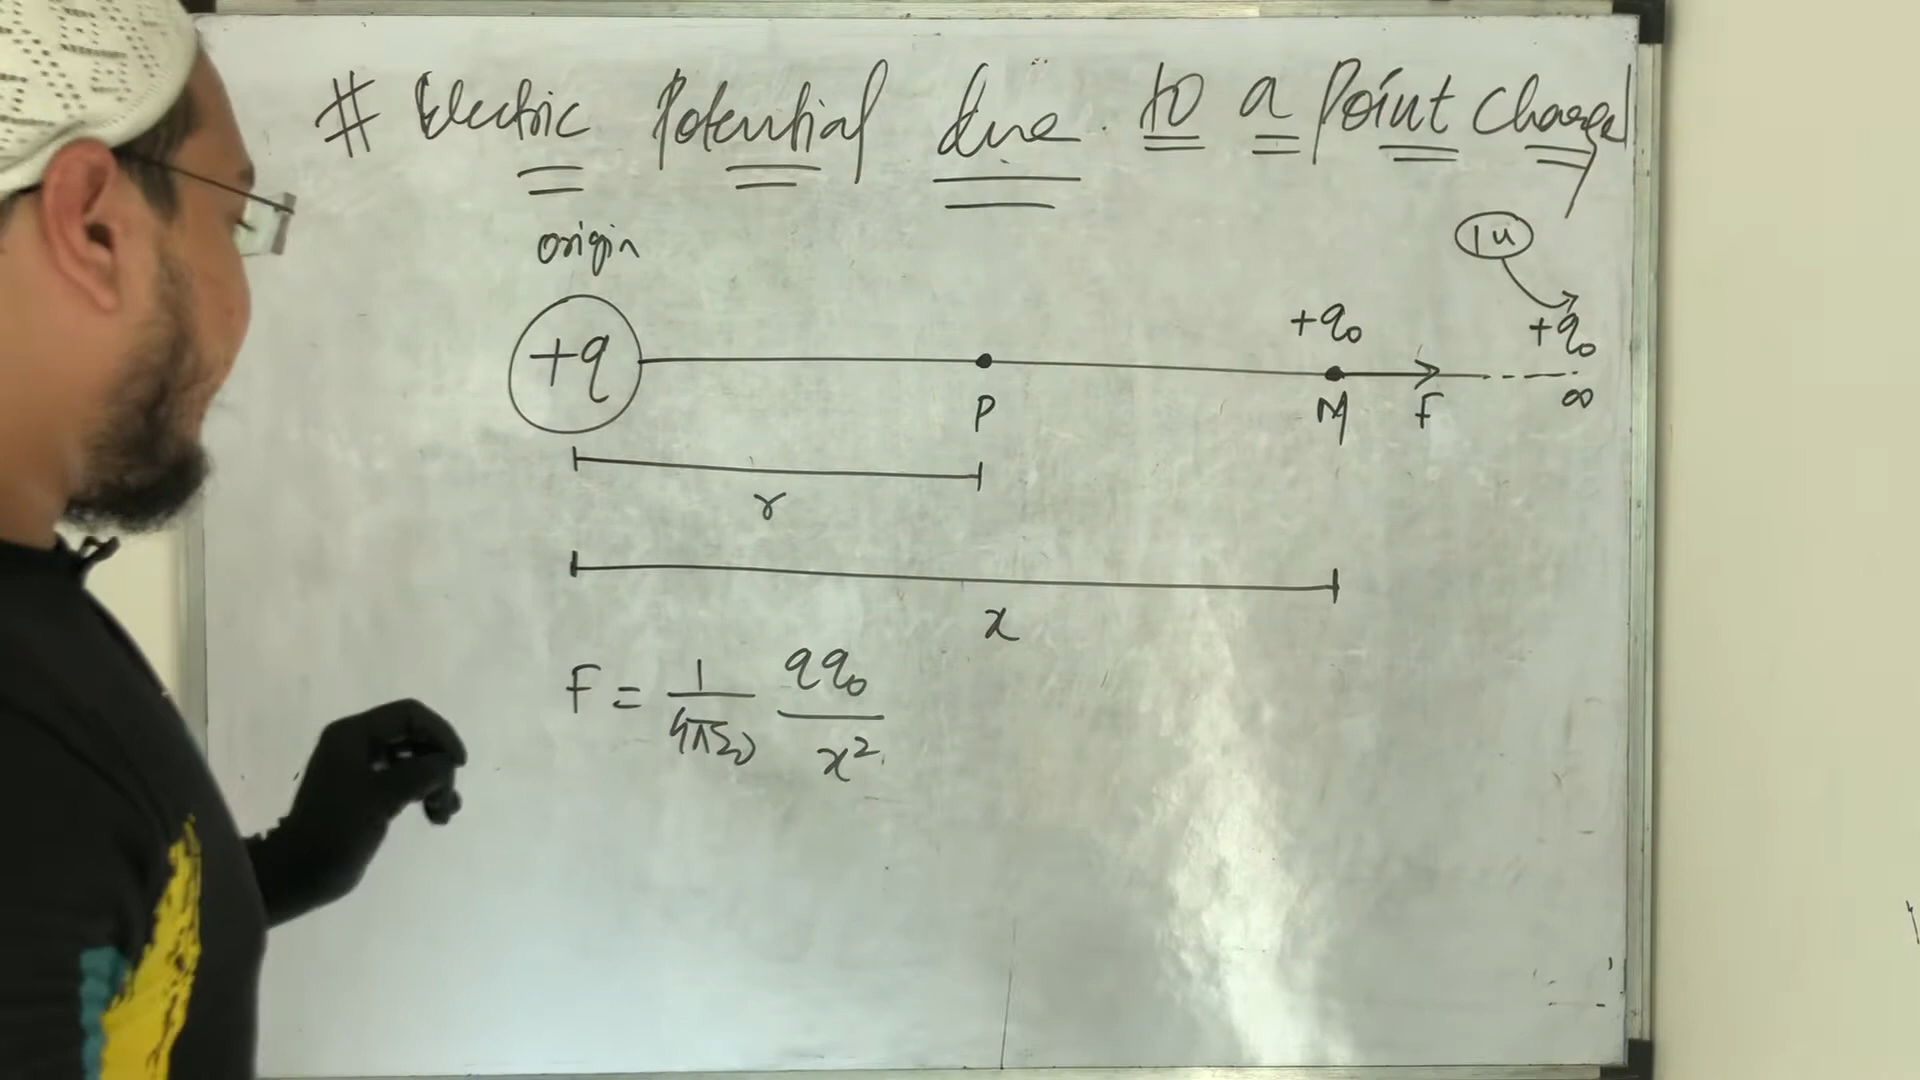 # Electric Potential due to a Point Charge
origin
1u
+q
+q₀
+q₀
P
M
F
∞
r
x
F = 1/4πε₀ qq₀/x²